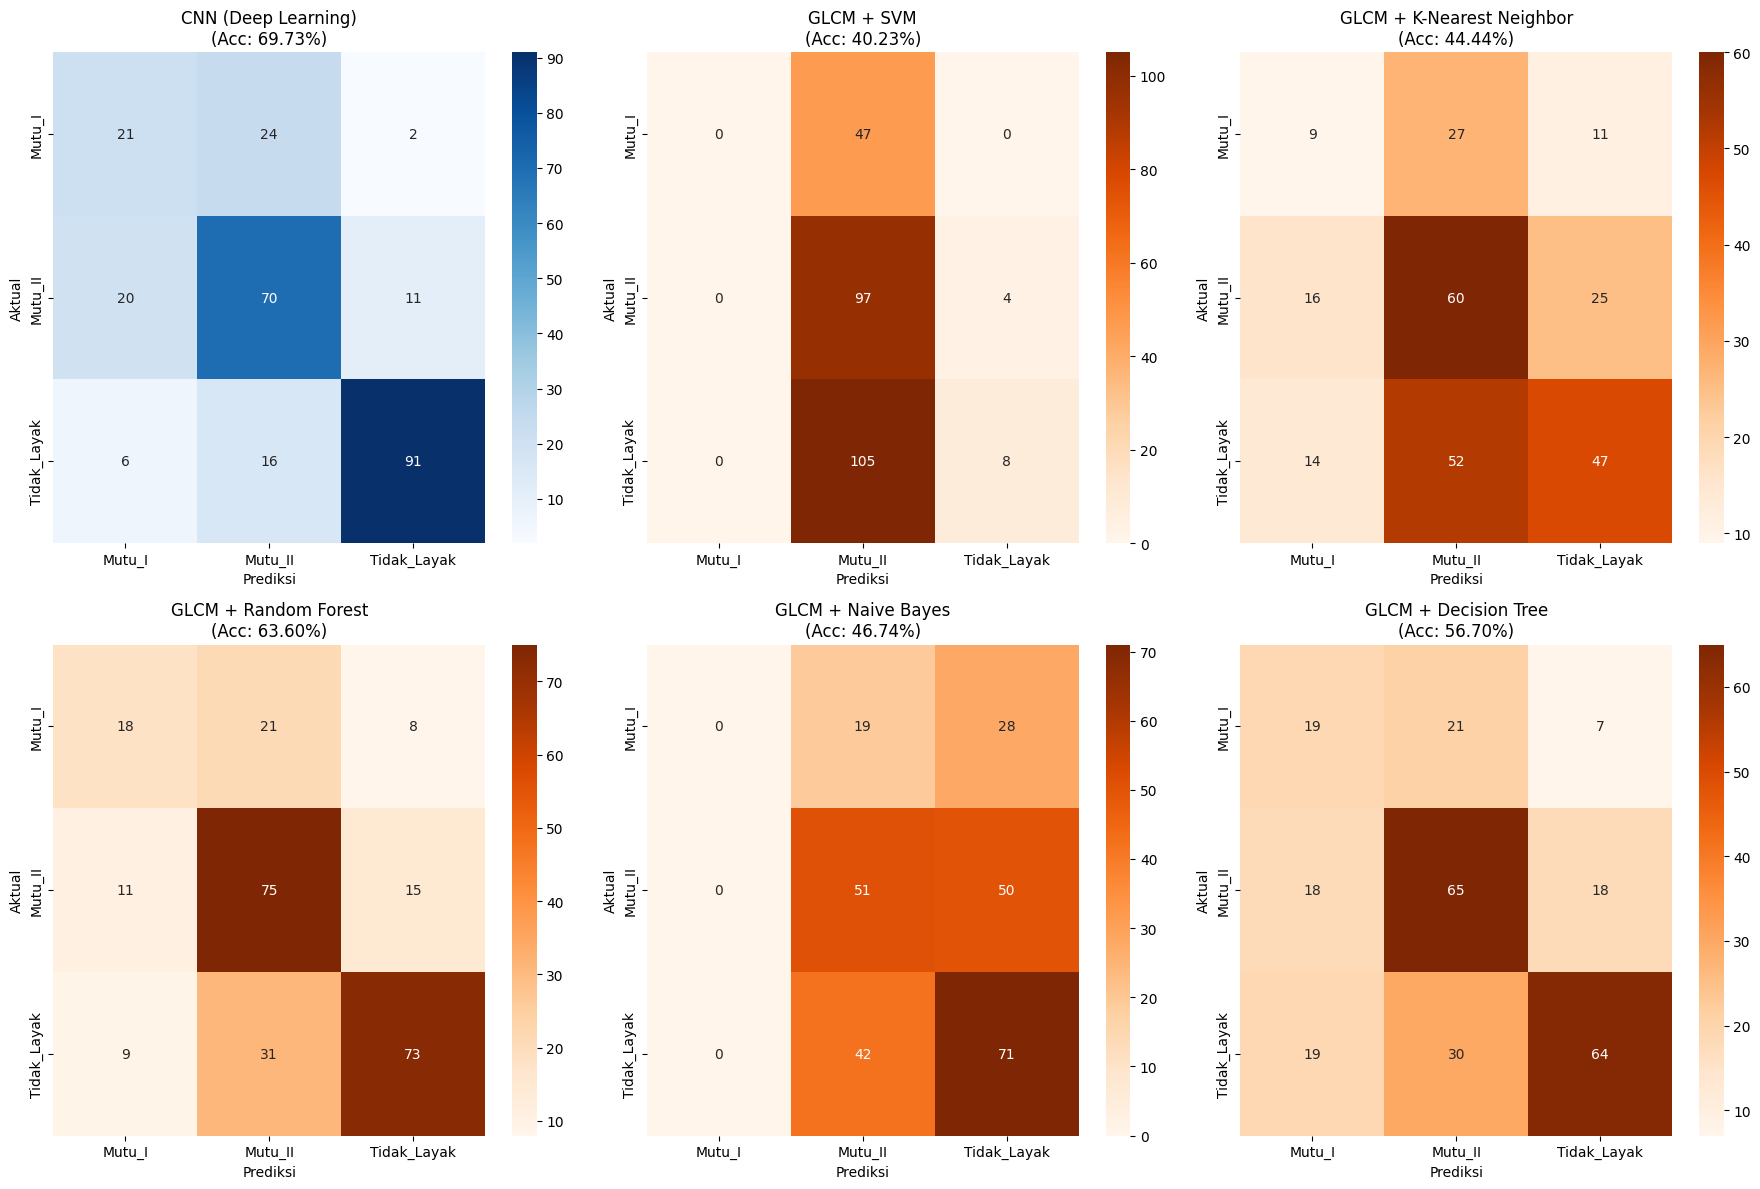 CNN (Deep Learning)
(Acc: 69.73%)
Aktual
Mutu_I
21 24 2
Mutu_II
20 70 11
Tidak_Layak
6 16 91
Mutu_I Mutu_II Tidak_Layak
Prediksi
90
80
70
60
50
40
30
20
10
GLCM + SVM
(Acc: 40.23%)
Aktual
Mutu_I
0 47 0
Mutu_II
0 97 4
Tidak_Layak
0 105 8
Mutu_I Mutu_II Tidak_Layak
Prediksi
100
80
60
40
20
0
GLCM + K-Nearest Neighbor
(Acc: 44.44%)
Aktual
Mutu_I
9 27 11
Mutu_II
16 60 25
Tidak_Layak
14 52 47
Mutu_I Mutu_II Tidak_Layak
Prediksi
60
50
40
30
20
10
GLCM + Random Forest
(Acc: 63.60%)
Aktual
Mutu_I
18 21 8
Mutu_II
11 75 15
Tidak_Layak
9 31 73
Mutu_I Mutu_II Tidak_Layak
Prediksi
70
60
50
40
30
20
10
GLCM + Naive Bayes
(Acc: 46.74%)
Aktual
Mutu_I
0 19 28
Mutu_II
0 51 50
Tidak_Layak
0 42 71
Mutu_I Mutu_II Tidak_Layak
Prediksi
70
60
50
40
30
20
10
0
GLCM + Decision Tree
(Acc: 56.70%)
Aktual
Mutu_I
19 21 7
Mutu_II
18 65 18
Tidak_Layak
19 30 64
Mutu_I Mutu_II Tidak_Layak
Prediksi
60
50
40
30
20
10